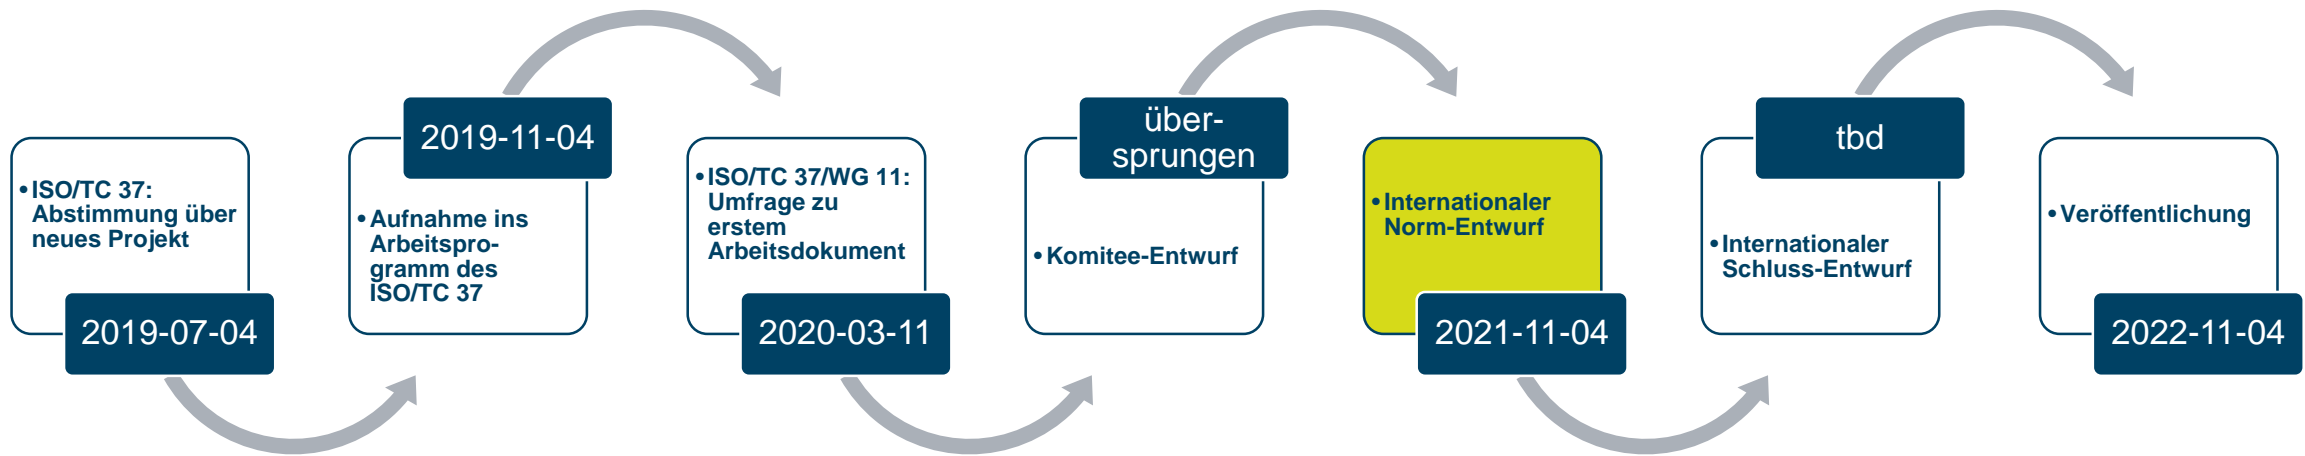 • ISO/TC 37:
Abstimmung über
neues Projekt
2019-07-04
2019-11-04
• Aufnahme ins
Arbeitspro-
gramm des
ISO/TC 37
• ISO/TC 37/WG 11:
Umfrage zu
erstem
Arbeitsdokument
2020-03-11
über-
sprungen
• Komitee-Entwurf
• Internationaler
Norm-Entwurf
2021-11-04
tbd
• Internationaler
Schluss-Entwurf
• Veröffentlichung
2022-11-04